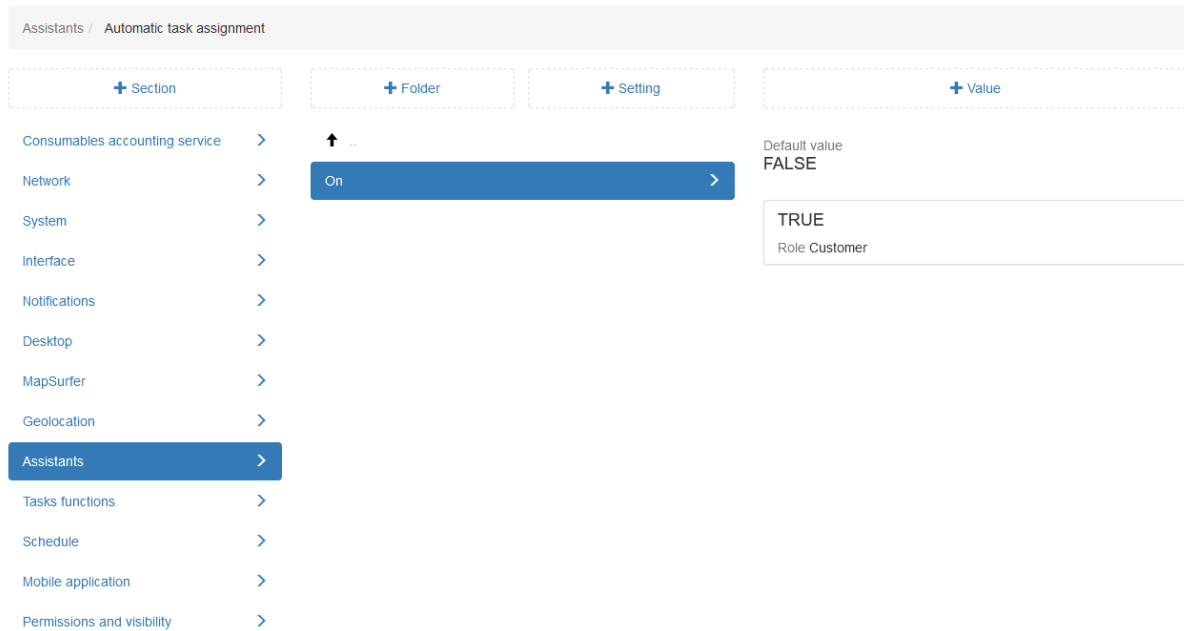 Assistants / Automatic task assignment
+ Section
+ Folder
+ Setting
+ Value
Consumables accounting service
Network
System
Interface
Notifications
Desktop
MapSurfer
Geolocation
Assistants
Tasks functions
Schedule
Mobile application
Permissions and visibility
..
On
Default value
FALSE
TRUE
Role Customer